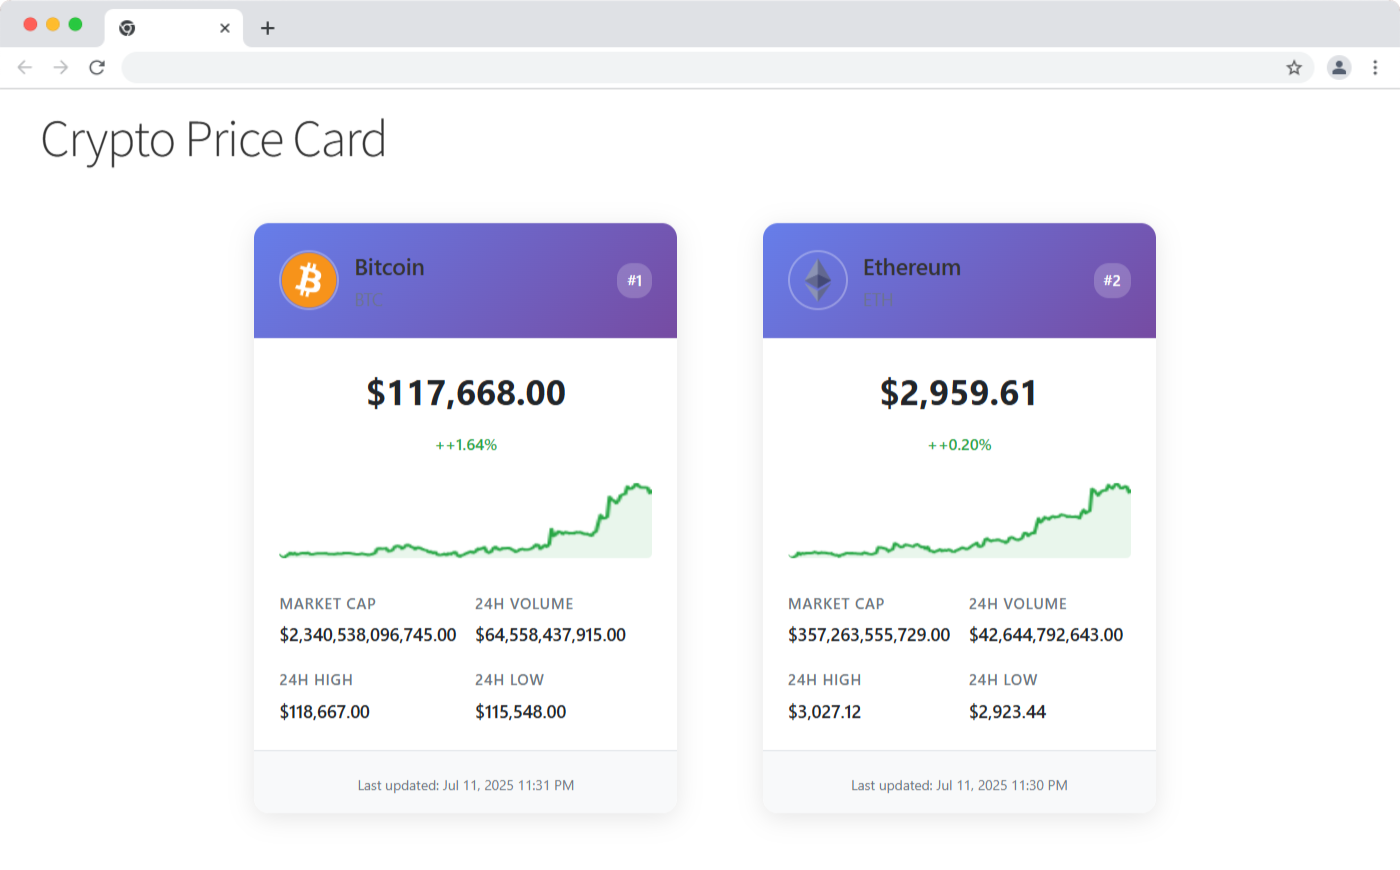 Crypto Price Card
Bitcoin
BTC
#1
$117,668.00
++1.64%
MARKET CAP
24H VOLUME
$2,340,538,096,745.00
$64,558,437,915.00
24H HIGH
24H LOW
$118,667.00
$115,548.00
Last updated: Jul 11, 2025 11:31 PM
Ethereum
ETH
#2
$2,959.61
++0.20%
MARKET CAP
24H VOLUME
$357,263,555,729.00
$42,644,792,643.00
24H HIGH
24H LOW
$3,027.12
$2,923.44
Last updated: Jul 11, 2025 11:30 PM